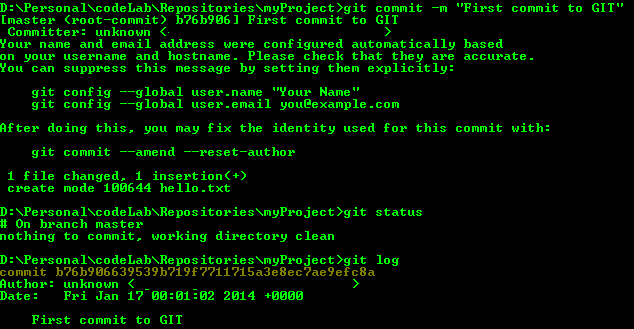 D:\Personal\codeLab\Repositories\myProject>git commit -m "First commit to GIT"
[master (root-commit) b76b906] First commit to GIT
 Committer: unknown <                          >
Your name and email address were configured automatically based
on your username and hostname. Please check that they are accurate.
You can suppress this message by setting them explicitly:
    git config --global user.name "Your Name"
    git config --global user.email you@example.com
After doing this, you may fix the identity used for this commit with:
    git commit --amend --reset-author
 1 file changed, 1 insertion(+)
 create mode 100644 hello.txt
D:\Personal\codeLab\Repositories\myProject>git status
# On branch master
nothing to commit, working directory clean
D:\Personal\codeLab\Repositories\myProject>git log
commit b76b906639539b719f7711715a3e8ec7ae9efc8a
Author: unknown <                          >
Date:   Fri Jan 17 00:01:02 2014 +0000
    First commit to GIT